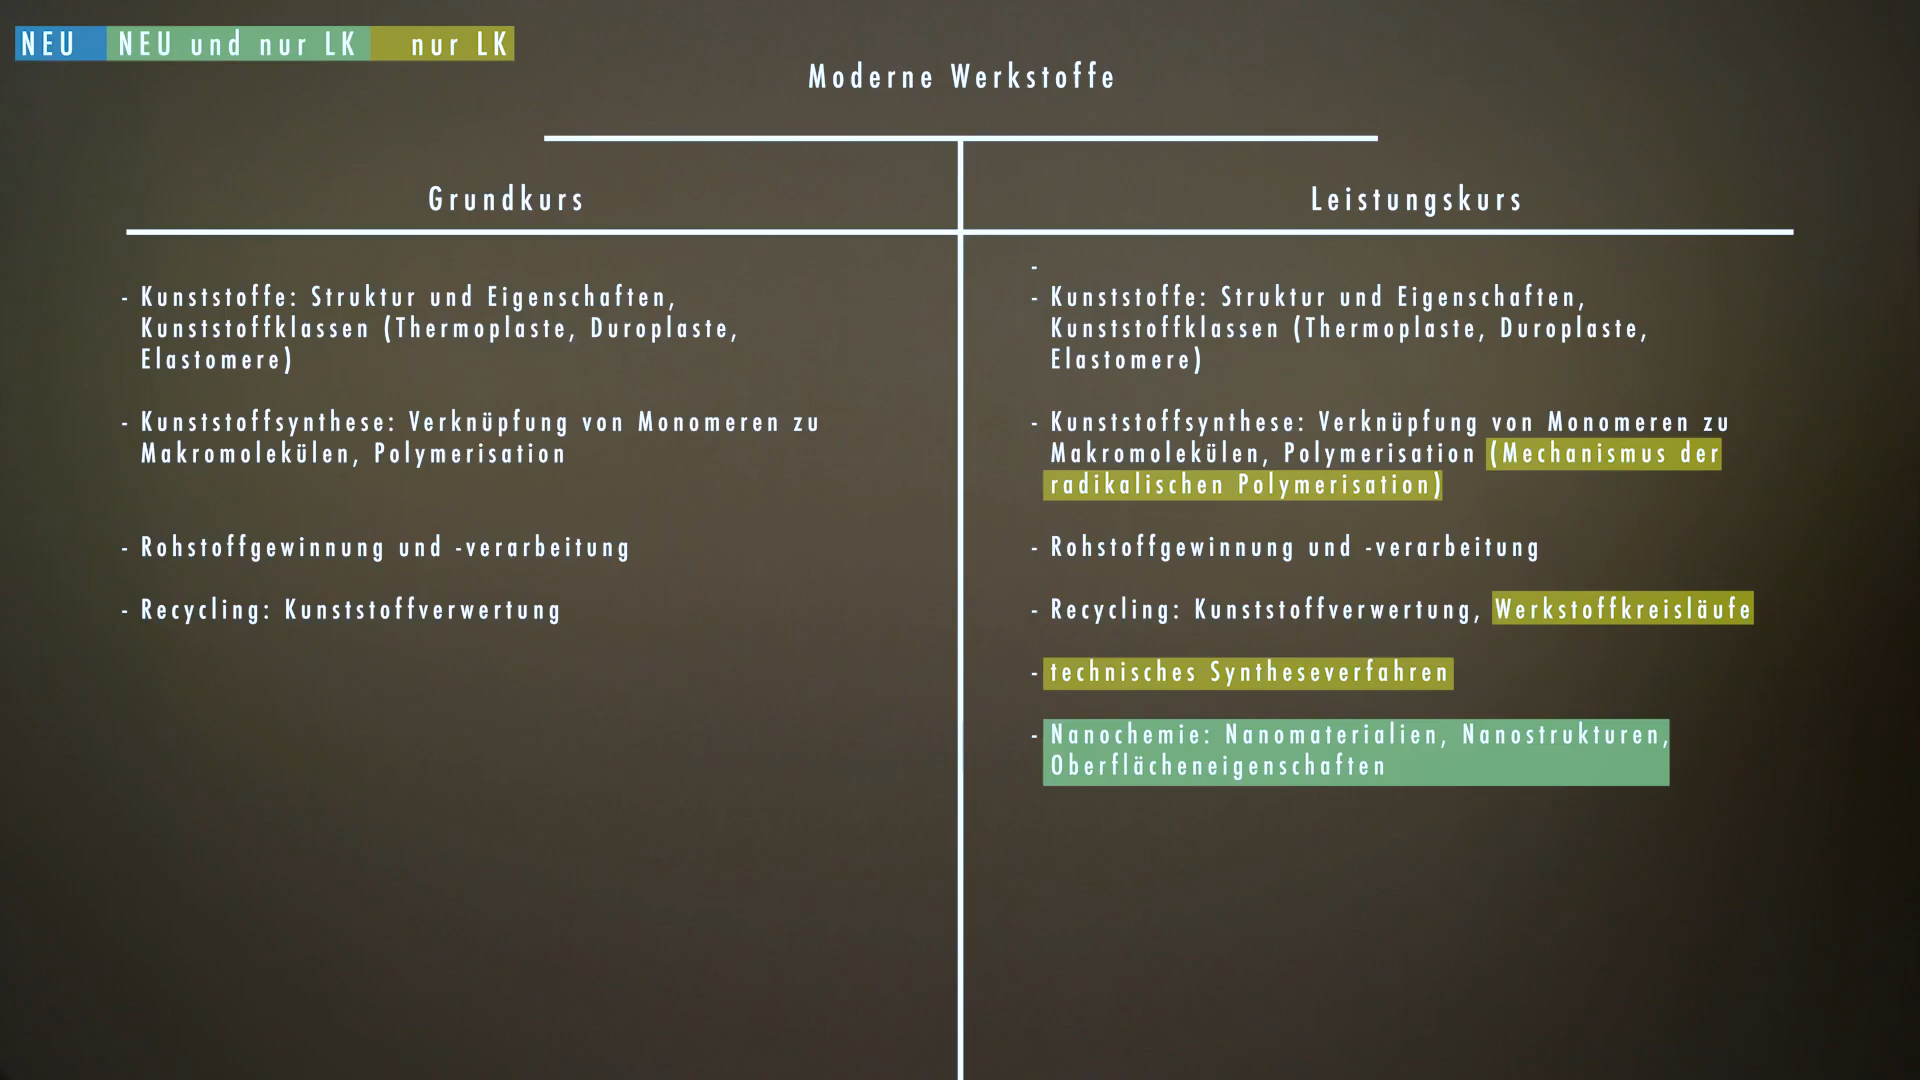 NEU NEU und nur LK nur LK
Moderne Werkstoffe
Grundkurs
- Kunststoffe: Struktur und Eigenschaften,
Kunststoffklassen (Thermoplaste, Duroplaste,
Elastomere)
- Kunststoffsynthese: Verknüpfung von Monomeren zu
Makromolekülen, Polymerisation
- Rohstoffgewinnung und -verarbeitung
- Recycling: Kunststoffverwertung
Leistungskurs
-
- Kunststoffe: Struktur und Eigenschaften,
Kunststoffklassen (Thermoplaste, Duroplaste,
Elastomere)
- Kunststoffsynthese: Verknüpfung von Monomeren zu
Makromolekülen, Polymerisation (Mechanismus der
radikalischen Polymerisation)
- Rohstoffgewinnung und -verarbeitung
- Recycling: Kunststoffverwertung, Werkstoffkreisläufe
- technisches Syntheseverfahren
- Nanochemie: Nanomaterialien, Nanostrukturen,
Oberflächeneigenschaften